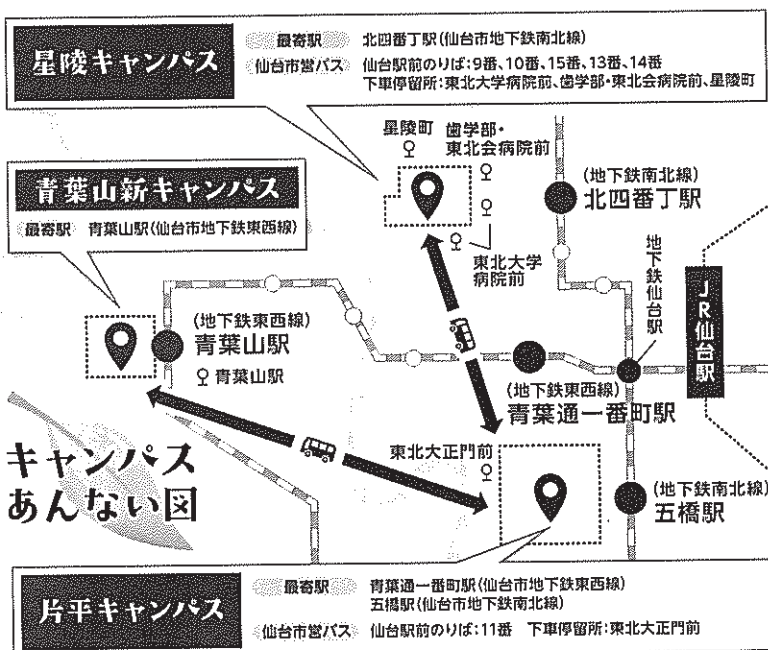 星陵キャンパス
最寄駅 北四番丁駅(仙台市地下鉄南北線)
仙台市営バス 仙台駅前のりば:9番、10番、15番、13番、14番
下車停留所:東北大学病院前、歯学部・東北会病院前、星陵町
星陵町
歯学部・
東北会病院前
(地下鉄南北線)
北四番丁駅
青葉山新キャンパス
最寄駅 青葉山駅(仙台市地下鉄東西線)
東北大学
病院前
地下鉄仙台駅
JR仙台駅
(地下鉄東西線)
青葉山駅
青葉山駅
(地下鉄東西線)
青葉通一番町駅
キャンパス
あんない図
東北大正門前
(地下鉄南北線)
五橋駅
片平キャンパス
最寄駅 青葉通一番町駅(仙台市地下鉄東西線)
五橋駅(仙台市地下鉄南北線)
仙台市営バス 仙台駅前のりば:11番 下車停留所:東北大正門前